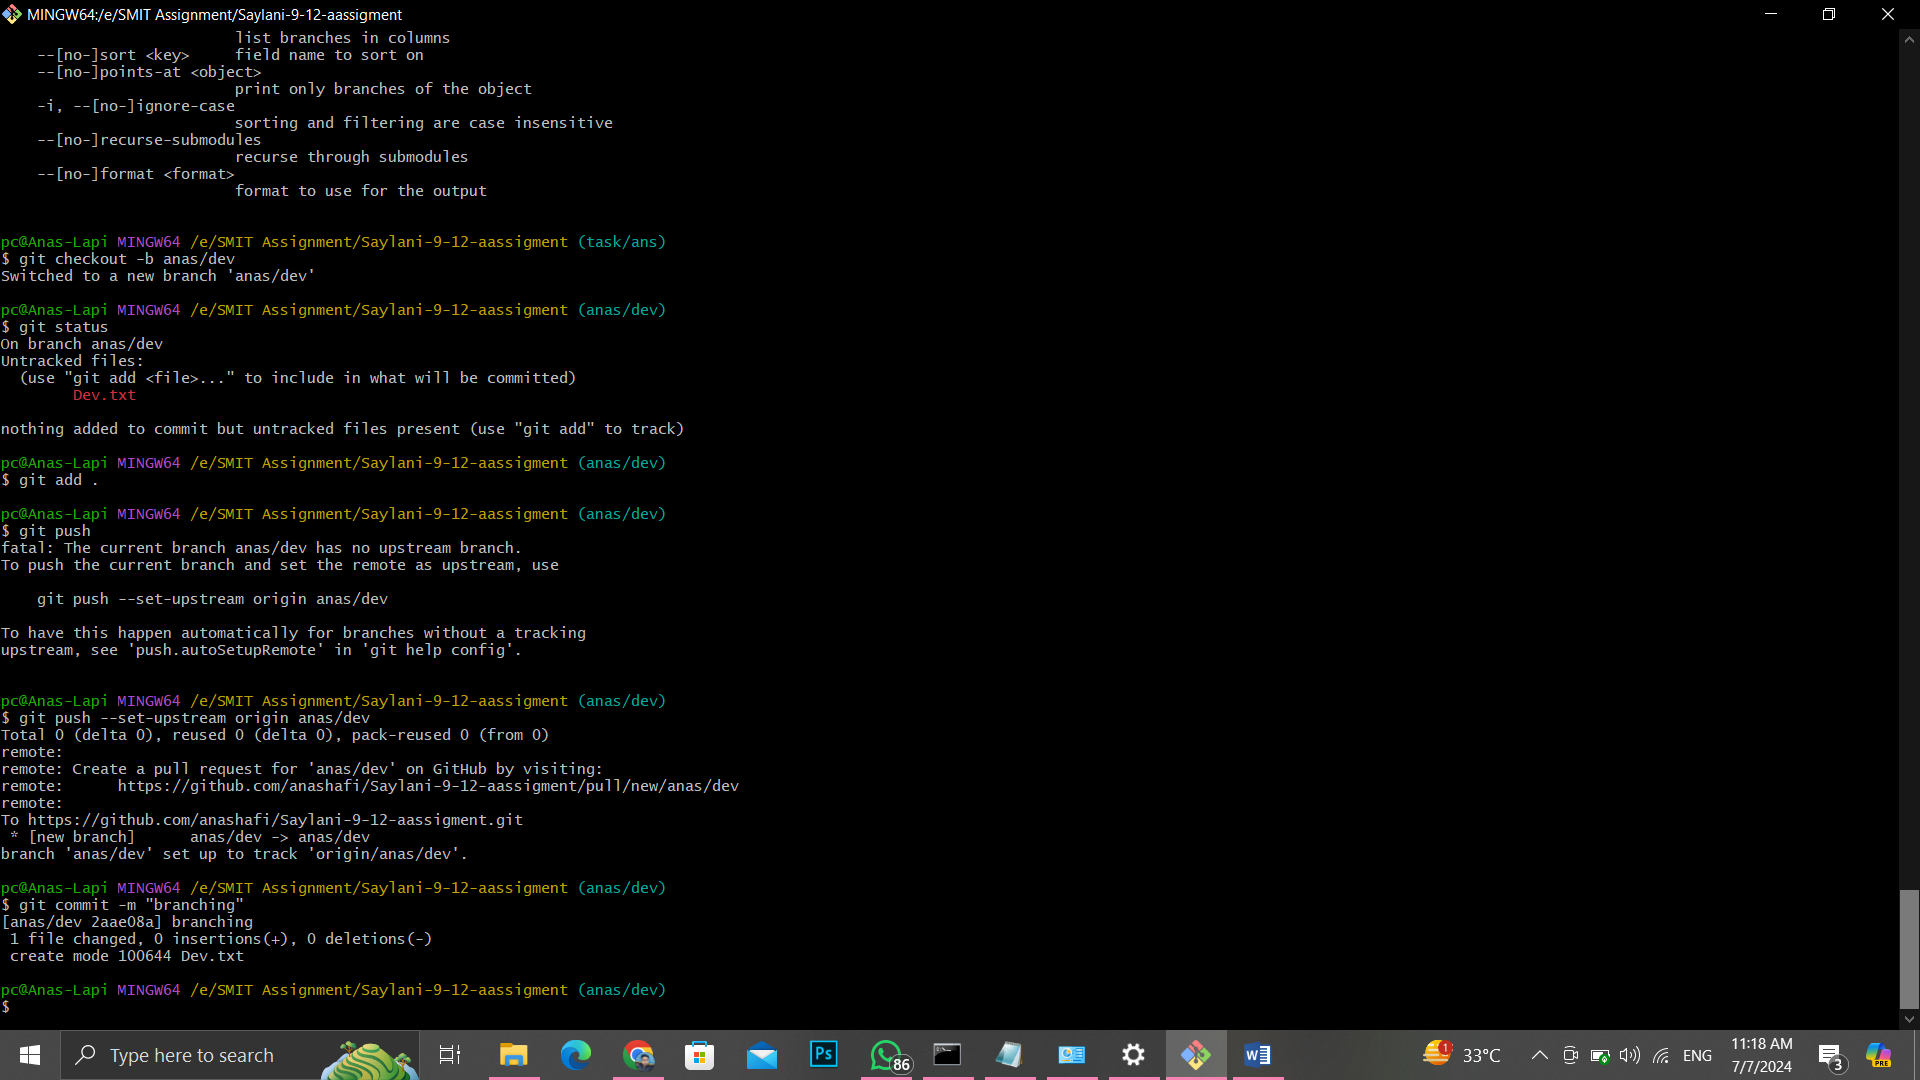 MINGW64:/e/SMIT Assignment/Saylani-9-12-aassigment
list branches in columns
--[no-]sort <key>     field name to sort on
--[no-]points-at <object>
print only branches of the object
-i, --[no-]ignore-case
sorting and filtering are case insensitive
--[no-]recurse-submodules
recurse through submodules
--[no-]format <format>
format to use for the output
pc@Anas-Lapi MINGW64 /e/SMIT Assignment/Saylani-9-12-aassigment (task/ans)
$ git checkout -b anas/dev
Switched to a new branch 'anas/dev'
pc@Anas-Lapi MINGW64 /e/SMIT Assignment/Saylani-9-12-aassigment (anas/dev)
$ git status
On branch anas/dev
Untracked files:
(use "git add <file>..." to include in what will be committed)
Dev.txt
nothing added to commit but untracked files present (use "git add" to track)
pc@Anas-Lapi MINGW64 /e/SMIT Assignment/Saylani-9-12-aassigment (anas/dev)
$ git add .
pc@Anas-Lapi MINGW64 /e/SMIT Assignment/Saylani-9-12-aassigment (anas/dev)
$ git push
fatal: The current branch anas/dev has no upstream branch.
To push the current branch and set the remote as upstream, use
git push --set-upstream origin anas/dev
To have this happen automatically for branches without a tracking
upstream, see 'push.autoSetupRemote' in 'git help config'.
pc@Anas-Lapi MINGW64 /e/SMIT Assignment/Saylani-9-12-aassigment (anas/dev)
$ git push --set-upstream origin anas/dev
Total 0 (delta 0), reused 0 (delta 0), pack-reused 0 (from 0)
remote:
remote: Create a pull request for 'anas/dev' on GitHub by visiting:
remote:      https://github.com/anashafi/Saylani-9-12-aassigment/pull/new/anas/dev
remote:
To https://github.com/anashafi/Saylani-9-12-aassigment.git
* [new branch]      anas/dev -> anas/dev
branch 'anas/dev' set up to track 'origin/anas/dev'.
pc@Anas-Lapi MINGW64 /e/SMIT Assignment/Saylani-9-12-aassigment (anas/dev)
$ git commit -m "branching"
[anas/dev 2aae08a] branching
1 file changed, 0 insertions(+), 0 deletions(-)
create mode 100644 Dev.txt
pc@Anas-Lapi MINGW64 /e/SMIT Assignment/Saylani-9-12-aassigment (anas/dev)
$
Type here to search
Ps
86
W
1
33°C
ENG
11:18 AM
7/7/2024
3
PRE